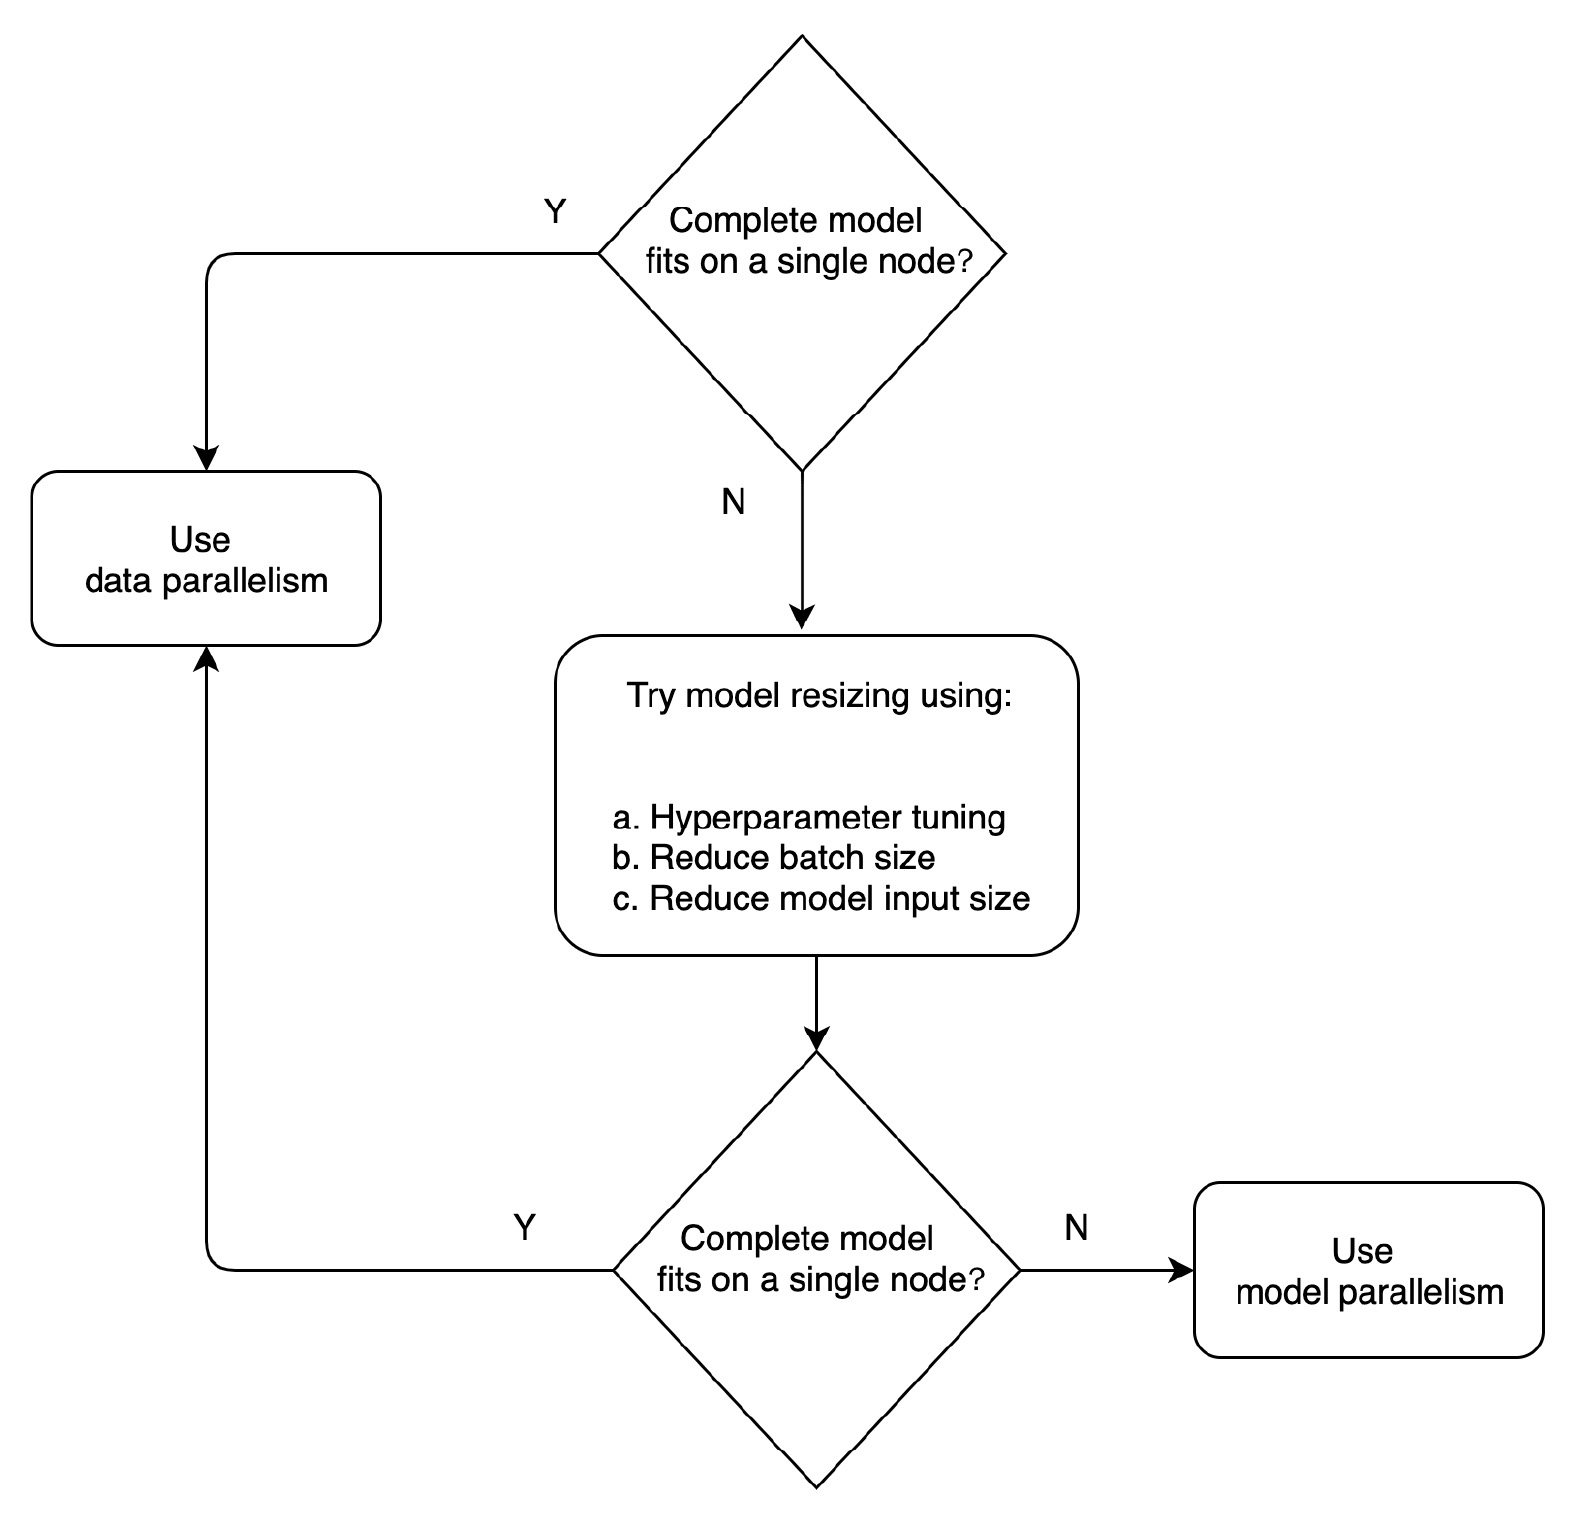 Complete model
fits on a single node?
Y
N
Use
data parallelism
Try model resizing using:
a. Hyperparameter tuning
b. Reduce batch size
c. Reduce model input size
Complete model
fits on a single node?
Y
N
Use
model parallelism